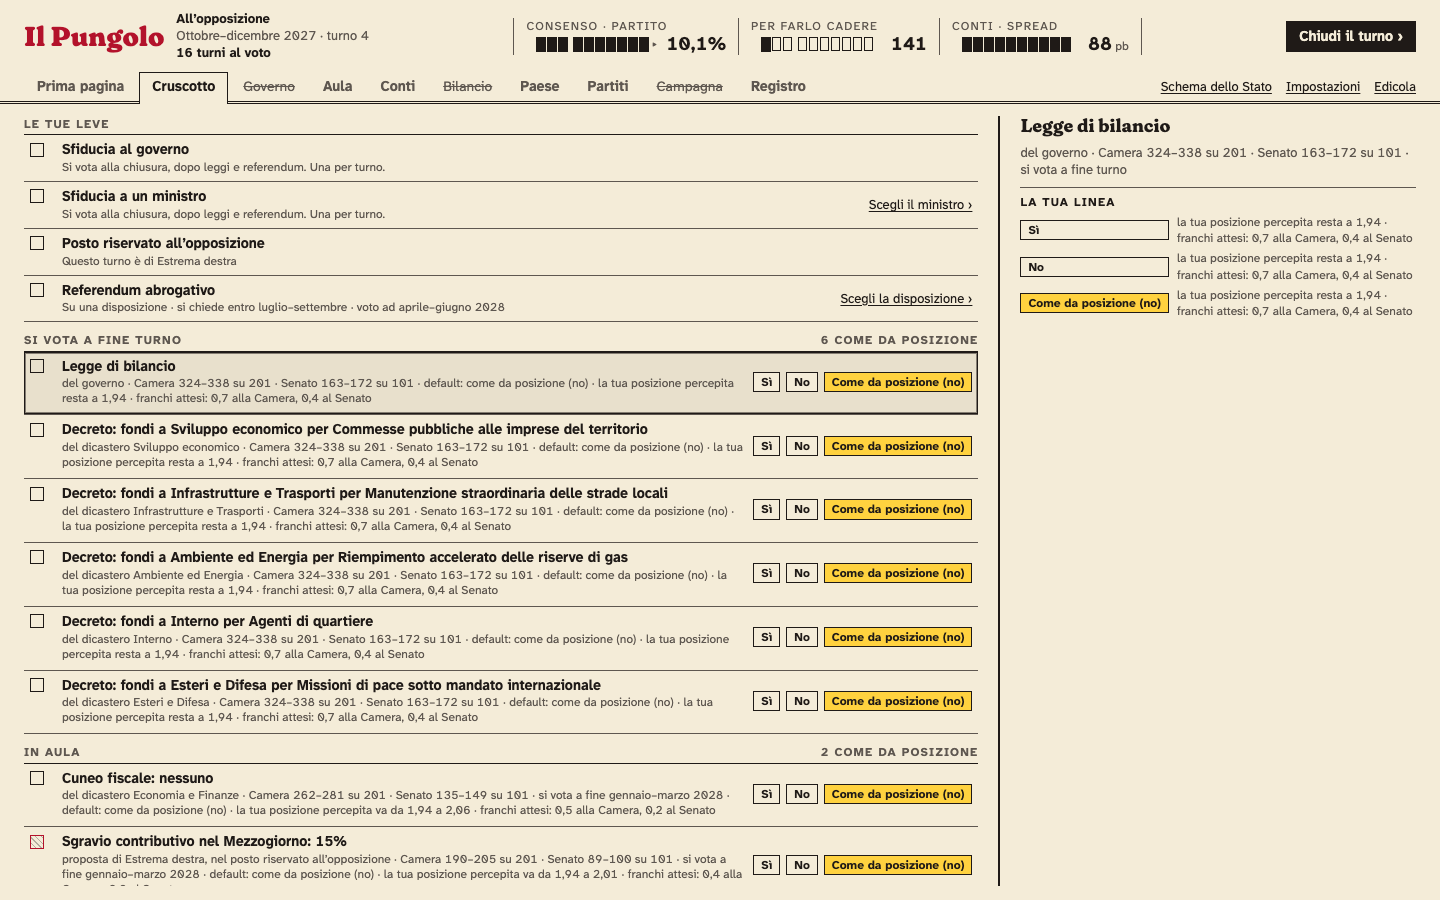 Il Pungolo
All’opposizione
Ottobre–dicembre 2027 · turno 4
16 turni al voto
CONSENSO · PARTITO
10,1%
PER FARLO CADERE
141
CONTI · SPREAD
88 pb
Chiudi il turno ›
Prima pagina
Cruscotto
Governo
Aula
Conti
Bilancio
Paese
Partiti
Campagna
Registro
Schema dello Stato
Impostazioni
Edicola
LE TUE LEVE
Sfiducia al governo
Si vota alla chiusura, dopo leggi e referendum. Una per turno.
Sfiducia a un ministro
Si vota alla chiusura, dopo leggi e referendum. Una per turno.
Scegli il ministro ›
Posto riservato all’opposizione
Questo turno è di Estrema destra
Referendum abrogativo
Su una disposizione · si chiede entro luglio–settembre · voto ad aprile–giugno 2028
Scegli la disposizione ›
SI VOTA A FINE TURNO
6 COME DA POSIZIONE
Legge di bilancio
del governo · Camera 324–338 su 201 · Senato 163–172 su 101 · default: come da posizione (no) · la tua posizione percepita
resta a 1,94 · franchi attesi: 0,7 alla Camera, 0,4 al Senato
Sì
No
Come da posizione (no)
Decreto: fondi a Sviluppo economico per Commesse pubbliche alle imprese del territorio
del dicastero Sviluppo economico · Camera 324–338 su 201 · Senato 163–172 su 101 · default: come da posizione (no) · la tua
posizione percepita resta a 1,94 · franchi attesi: 0,7 alla Camera, 0,4 al Senato
Sì
No
Come da posizione (no)
Decreto: fondi a Infrastrutture e Trasporti per Manutenzione straordinaria delle strade locali
del dicastero Infrastrutture e Trasporti · Camera 324–338 su 201 · Senato 163–172 su 101 · default: come da posizione (no) ·
la tua posizione percepita resta a 1,94 · franchi attesi: 0,7 alla Camera, 0,4 al Senato
Sì
No
Come da posizione (no)
Decreto: fondi a Ambiente ed Energia per Riempimento accelerato delle riserve di gas
del dicastero Ambiente ed Energia · Camera 324–338 su 201 · Senato 163–172 su 101 · default: come da posizione (no) · la
tua posizione percepita resta a 1,94 · franchi attesi: 0,7 alla Camera, 0,4 al Senato
Sì
No
Come da posizione (no)
Decreto: fondi a Interno per Agenti di quartiere
del dicastero Interno · Camera 324–338 su 201 · Senato 163–172 su 101 · default: come da posizione (no) · la tua posizione
percepita resta a 1,94 · franchi attesi: 0,7 alla Camera, 0,4 al Senato
Sì
No
Come da posizione (no)
Decreto: fondi a Esteri e Difesa per Missioni di pace sotto mandato internazionale
del dicastero Esteri e Difesa · Camera 324–338 su 201 · Senato 163–172 su 101 · default: come da posizione (no) · la tua
posizione percepita resta a 1,94 · franchi attesi: 0,7 alla Camera, 0,4 al Senato
Sì
No
Come da posizione (no)
IN AULA
2 COME DA POSIZIONE
Cuneo fiscale: nessuno
del dicastero Economia e Finanze · Camera 262–281 su 201 · Senato 135–149 su 101 · si vota a fine gennaio–marzo 2028 ·
default: come da posizione (no) · la tua posizione percepita va da 1,94 a 2,06 · franchi attesi: 0,5 alla Camera, 0,2 al Senato
Sì
No
Come da posizione (no)
Sgravio contributivo nel Mezzogiorno: 15%
proposta di Estrema destra, nel posto riservato all’opposizione · Camera 190–205 su 201 · Senato 89–100 su 101 · si vota a
fine gennaio–marzo 2028 · default: come da posizione (no) · la tua posizione percepita va da 1,94 a 2,01 · franchi attesi: 0,4 alla
Sì
No
Come da posizione (no)
Legge di bilancio
del governo · Camera 324–338 su 201 · Senato 163–172 su 101 ·
si vota a fine turno
LA TUA LINEA
Sì
la tua posizione percepita resta a 1,94 ·
franchi attesi: 0,7 alla Camera, 0,4 al Senato
No
la tua posizione percepita resta a 1,94 ·
franchi attesi: 0,7 alla Camera, 0,4 al Senato
Come da posizione (no)
la tua posizione percepita resta a 1,94 ·
franchi attesi: 0,7 alla Camera, 0,4 al Senato